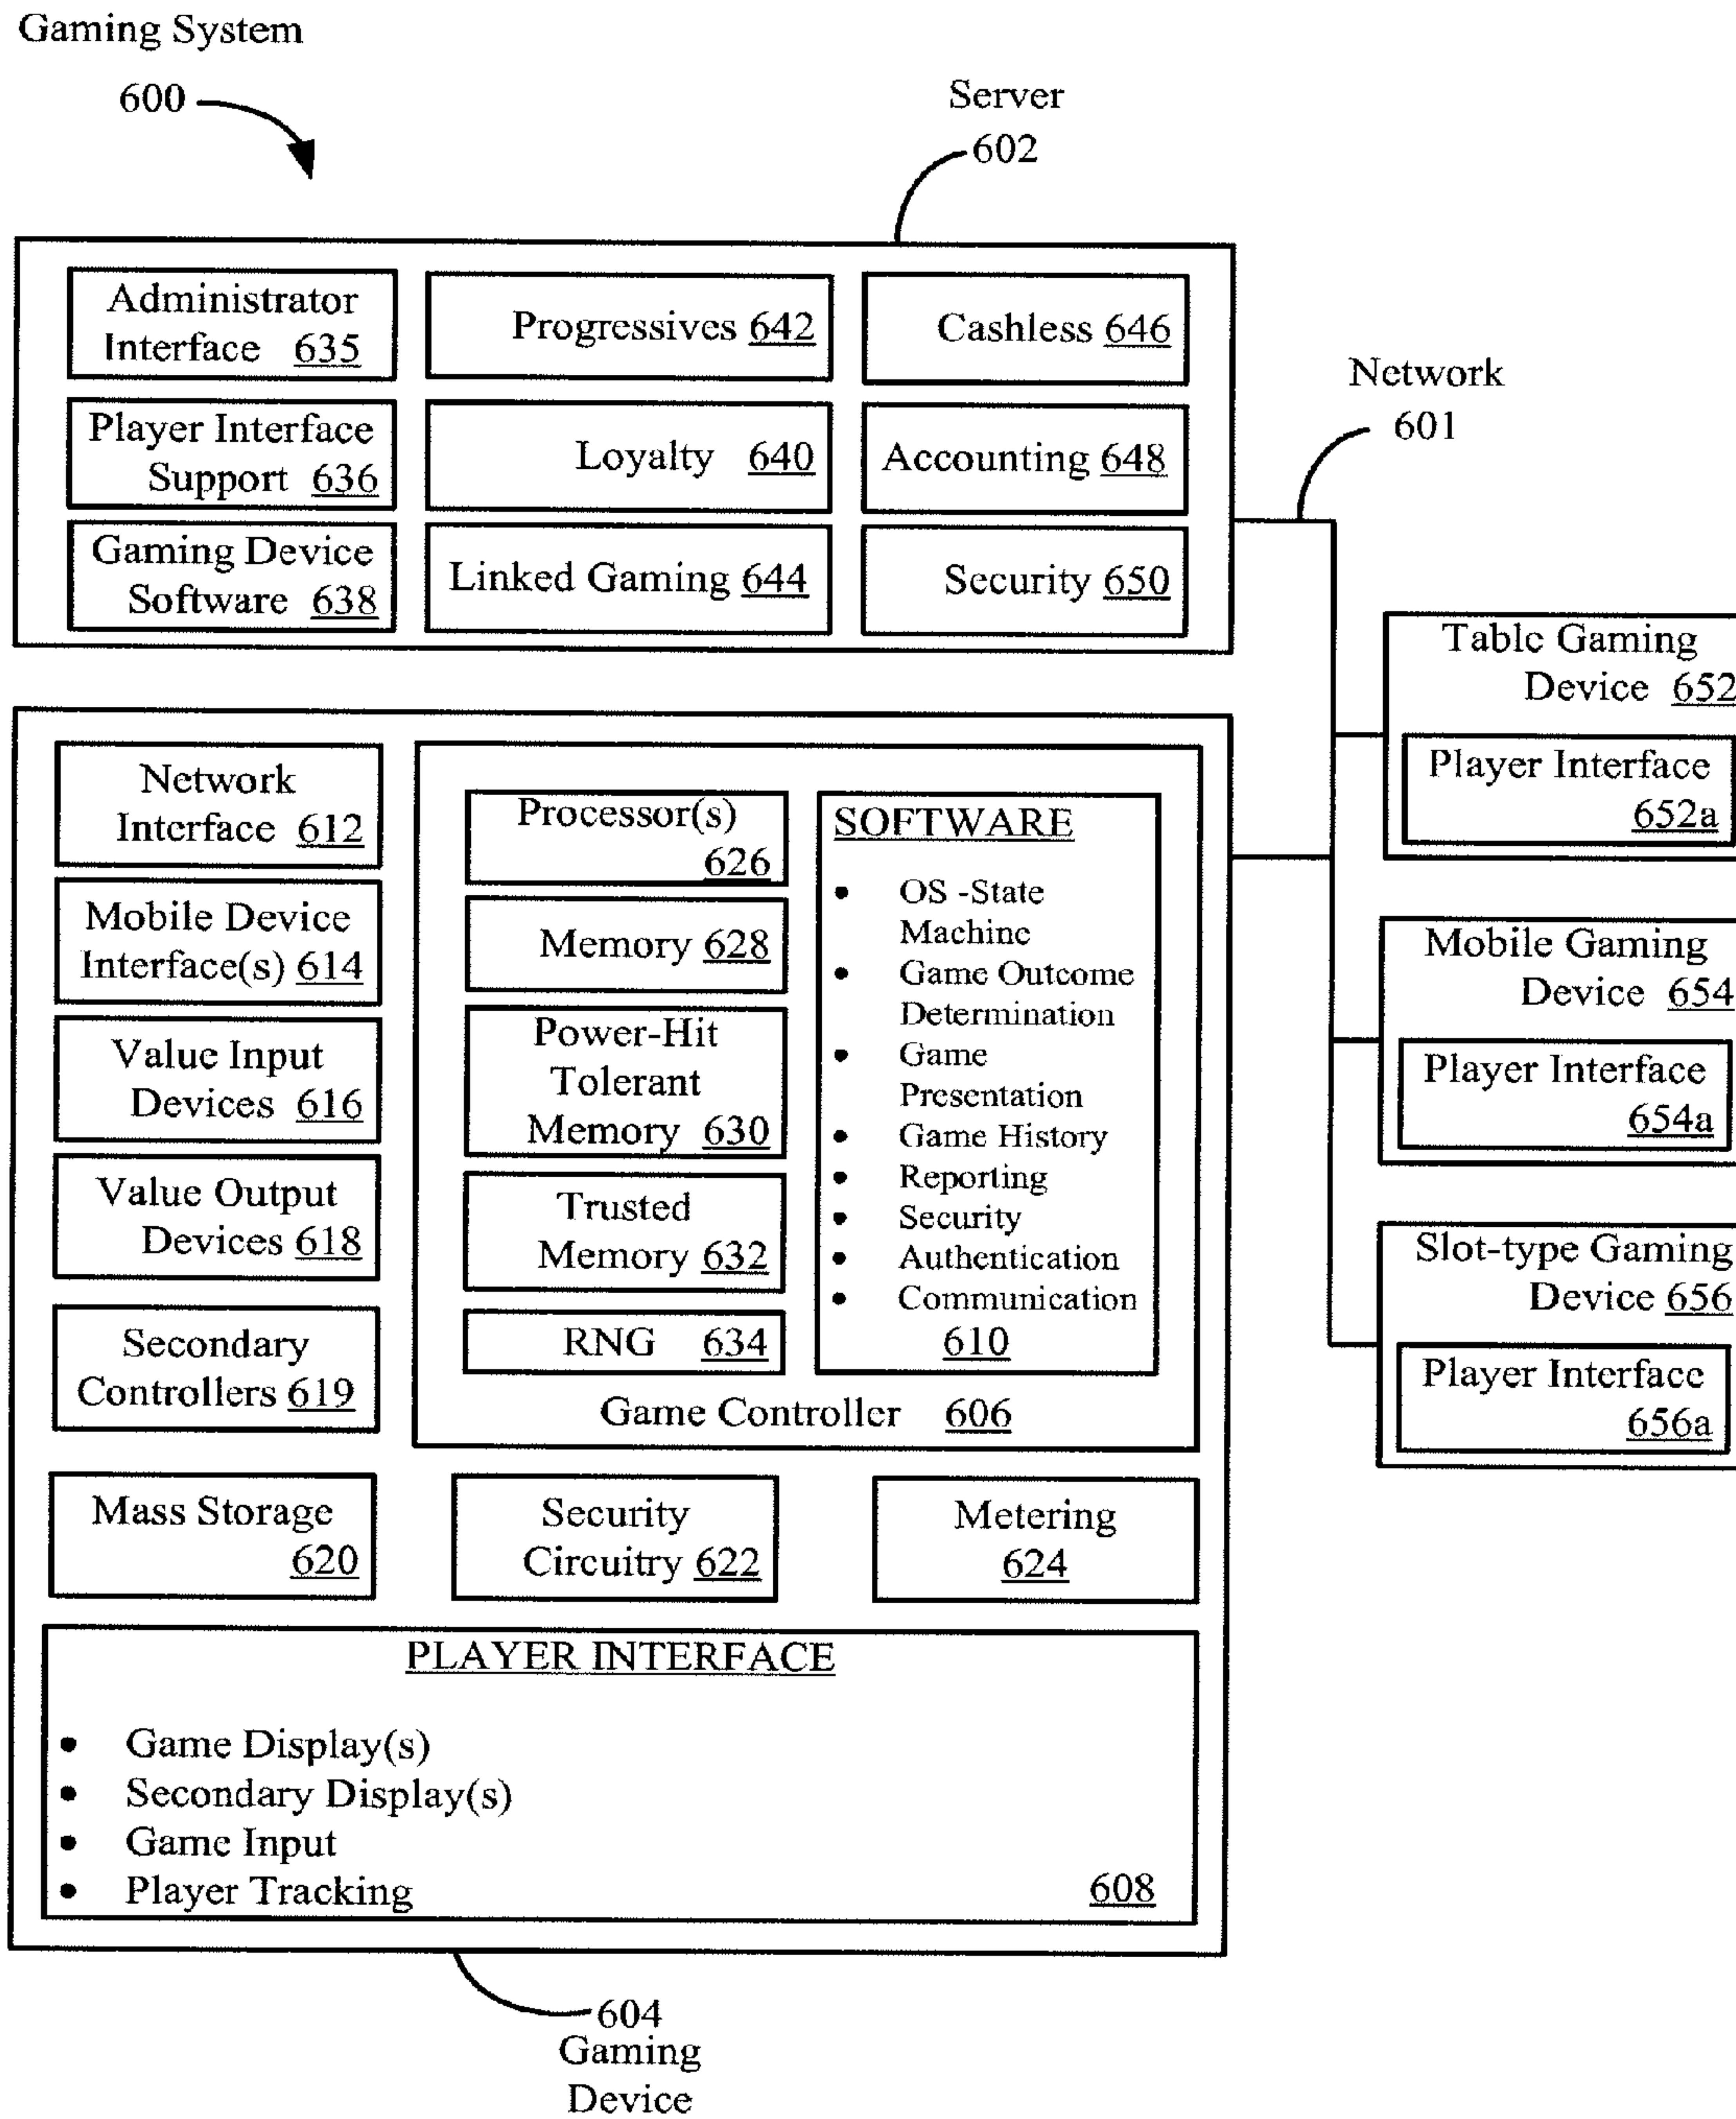 Gaming System
600
Server
602
Administrator
Interface 635
Progressives 642
Cashless 646
Player Interface
Support 636
Loyalty 640
Accounting 648
Gaming Device
Software 638
Linked Gaming 644
Security 650
Network
601
Table Gaming
Device 652
Player Interface
652a
Mobile Gaming
Device 654
Player Interface
654a
Slot-type Gaming
Device 656
Player Interface
656a
Network
Interface 612
Mobile Device
Interface(s) 614
Value Input
Devices 616
Value Output
Devices 618
Secondary
Controllers 619
Processor(s)
626
Memory 628
Power-Hit
Tolerant
Memory 630
Trusted
Memory 632
RNG 634
SOFTWARE
• OS -State
Machine
• Game Outcome
Determination
• Game
Presentation
• Game History
• Reporting
• Security
• Authentication
• Communication
610
Game Controller 606
Mass Storage
620
Security
Circuitry 622
Metering
624
PLAYER INTERFACE
• Game Display(s)
• Secondary Display(s)
• Game Input
• Player Tracking
608
604
Gaming
Device